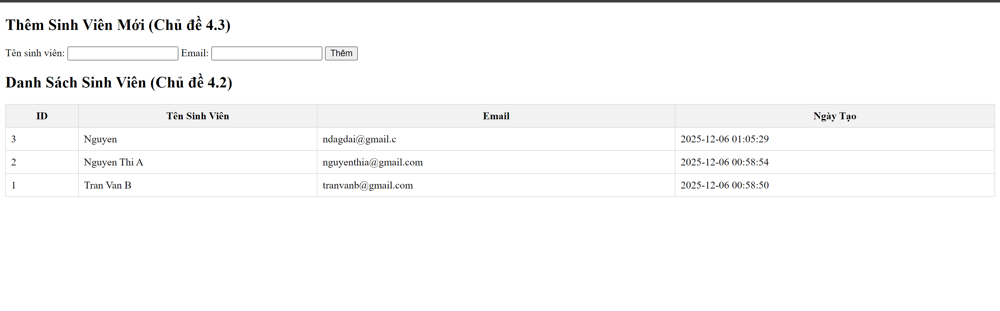 Thêm Sinh Viên Mới (Chủ đề 4.3)
Tên sinh viên: Email: Thêm
Danh Sách Sinh Viên (Chủ đề 4.2)
ID Tên Sinh Viên Email Ngày Tạo
3 Nguyen ndagdai@gmail.c 2025-12-06 01:05:29
2 Nguyen Thi A nguyenthia@gmail.com 2025-12-06 00:58:54
1 Tran Van B tranvanb@gmail.com 2025-12-06 00:58:50